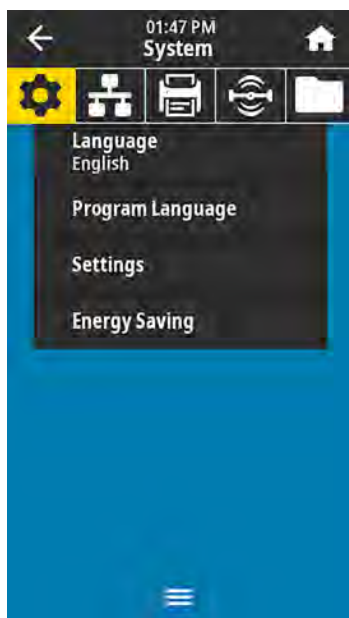 01:47 PM
System
Language
English
Program Language
Settings
Energy Saving